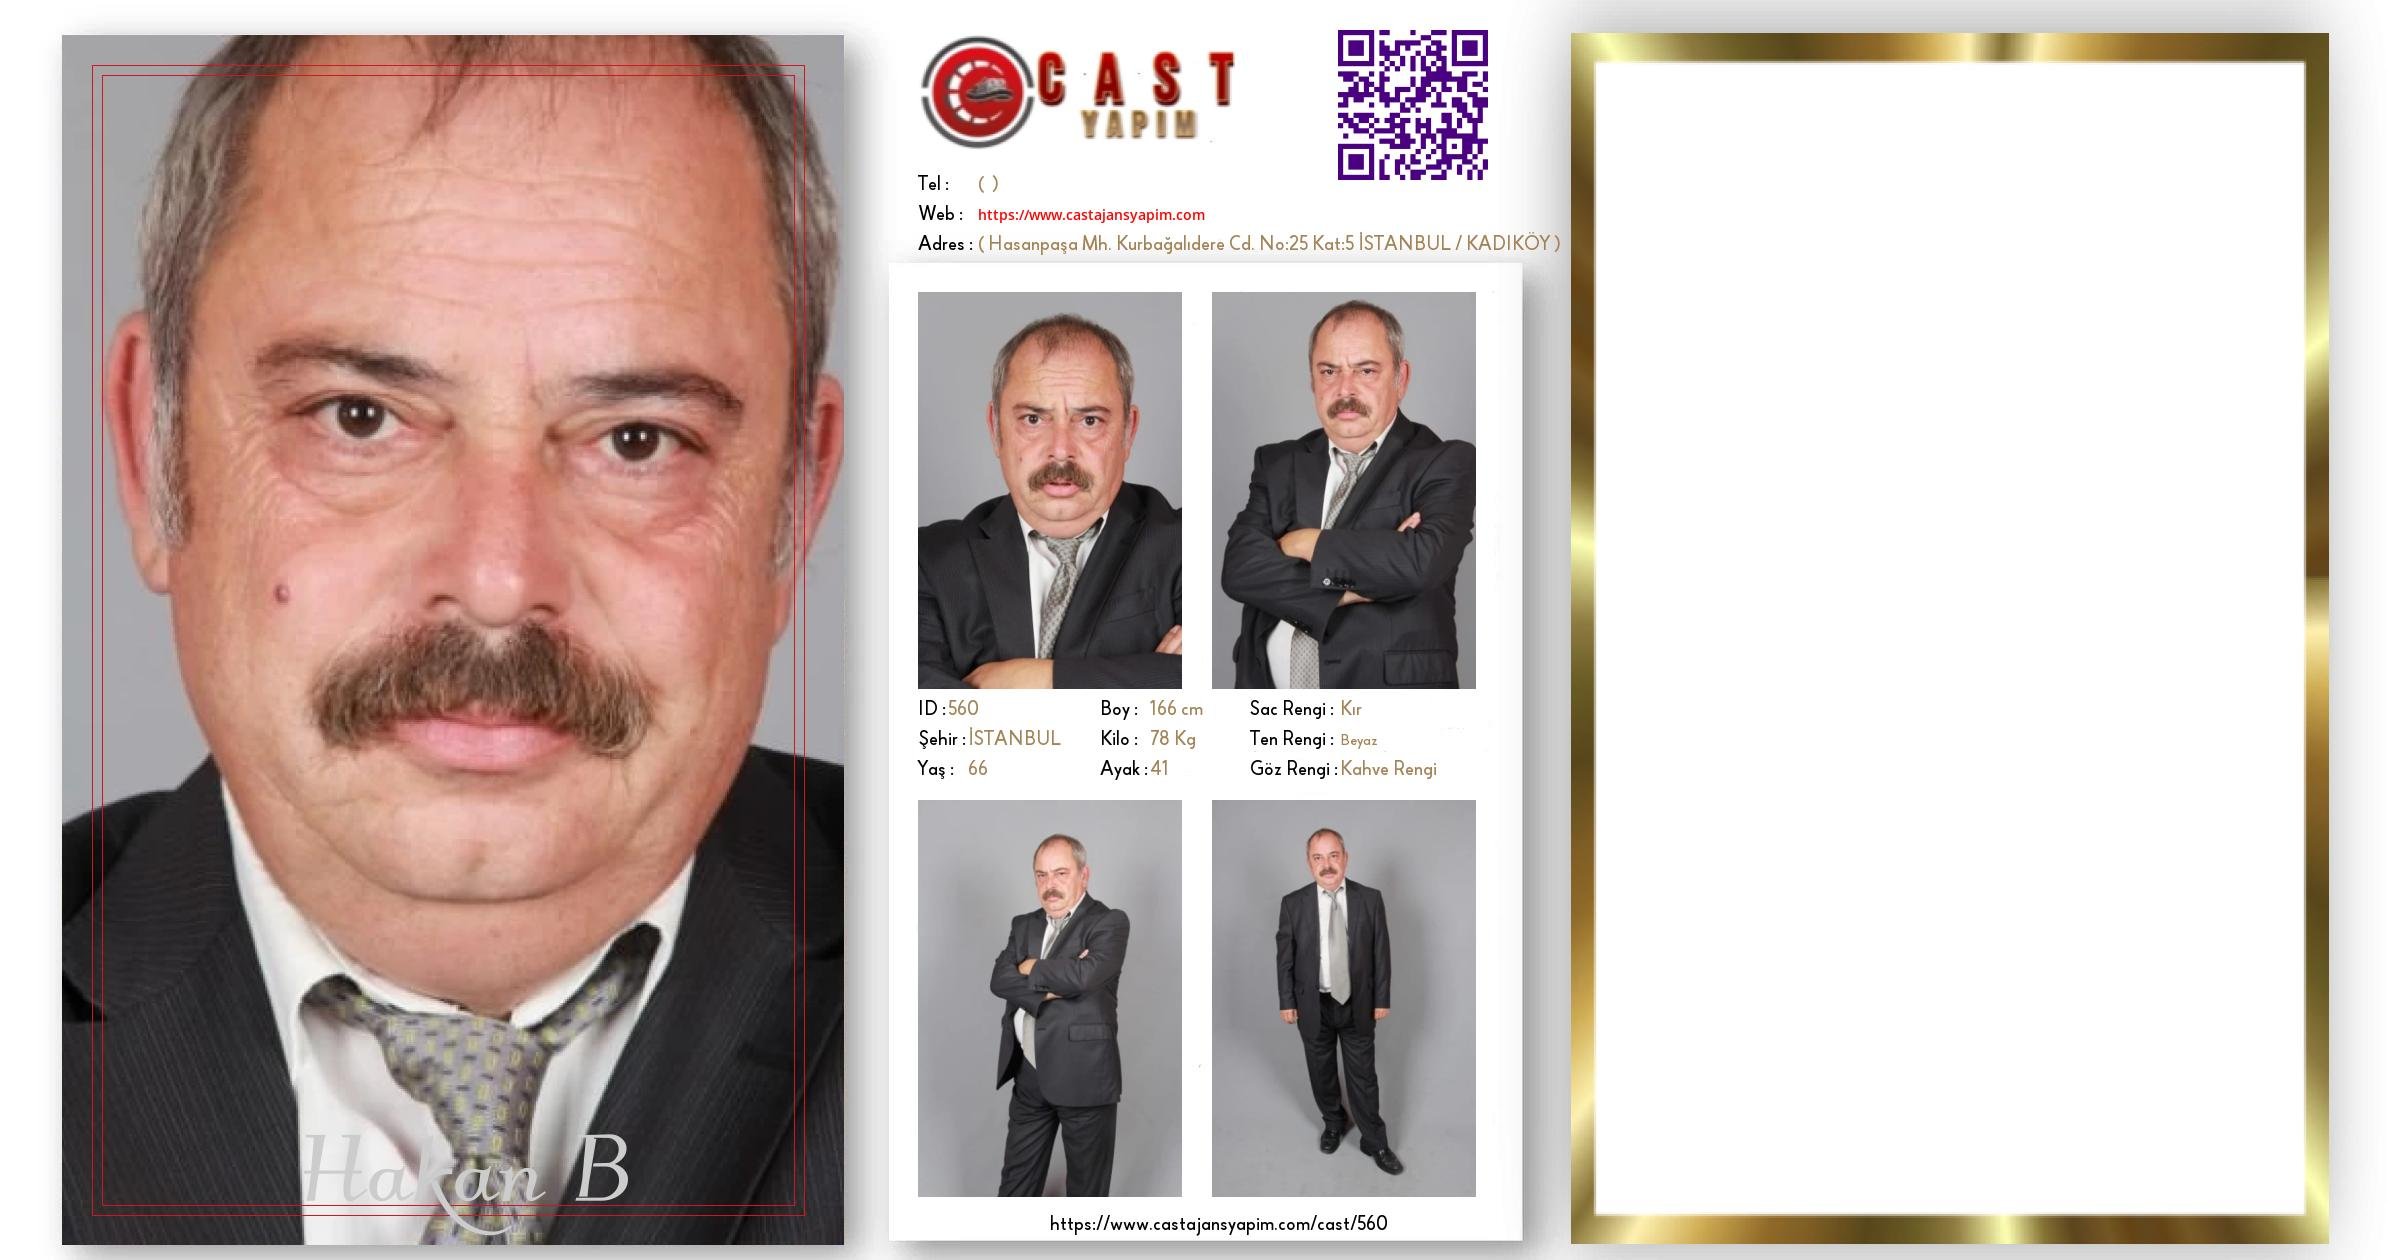 Hakan B
CAST
YAPIM
Tel : ( )
Web : https://www.castajansyapim.com
Adres : ( Hasanpaşa Mh. Kurbağalıdere Cd. No:25 Kat:5 İSTANBUL / KADIKÖY )
ID : 560 Boy : 166 cm Sac Rengi : Kır
Şehir : İSTANBUL Kilo : 78 Kg Ten Rengi : Beyaz
Yaş : 66 Ayak : 41 Göz Rengi : Kahve Rengi
https://www.castajansyapim.com/cast/560